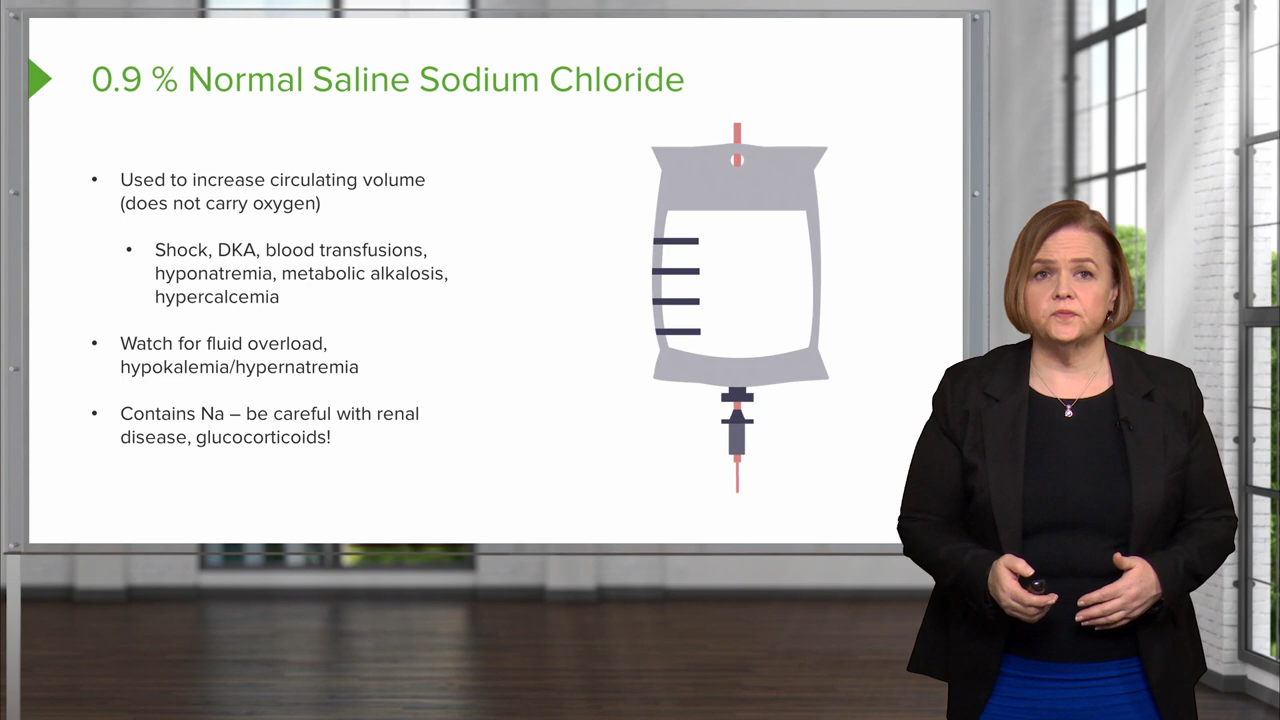 0.9 % Normal Saline Sodium Chloride
• Used to increase circulating volume
(does not carry oxygen)
• Shock, DKA, blood transfusions,
hyponatremia, metabolic alkalosis,
hypercalcemia
• Watch for fluid overload,
hypokalemia/hypernatremia
• Contains Na – be careful with renal
disease, glucocorticoids!